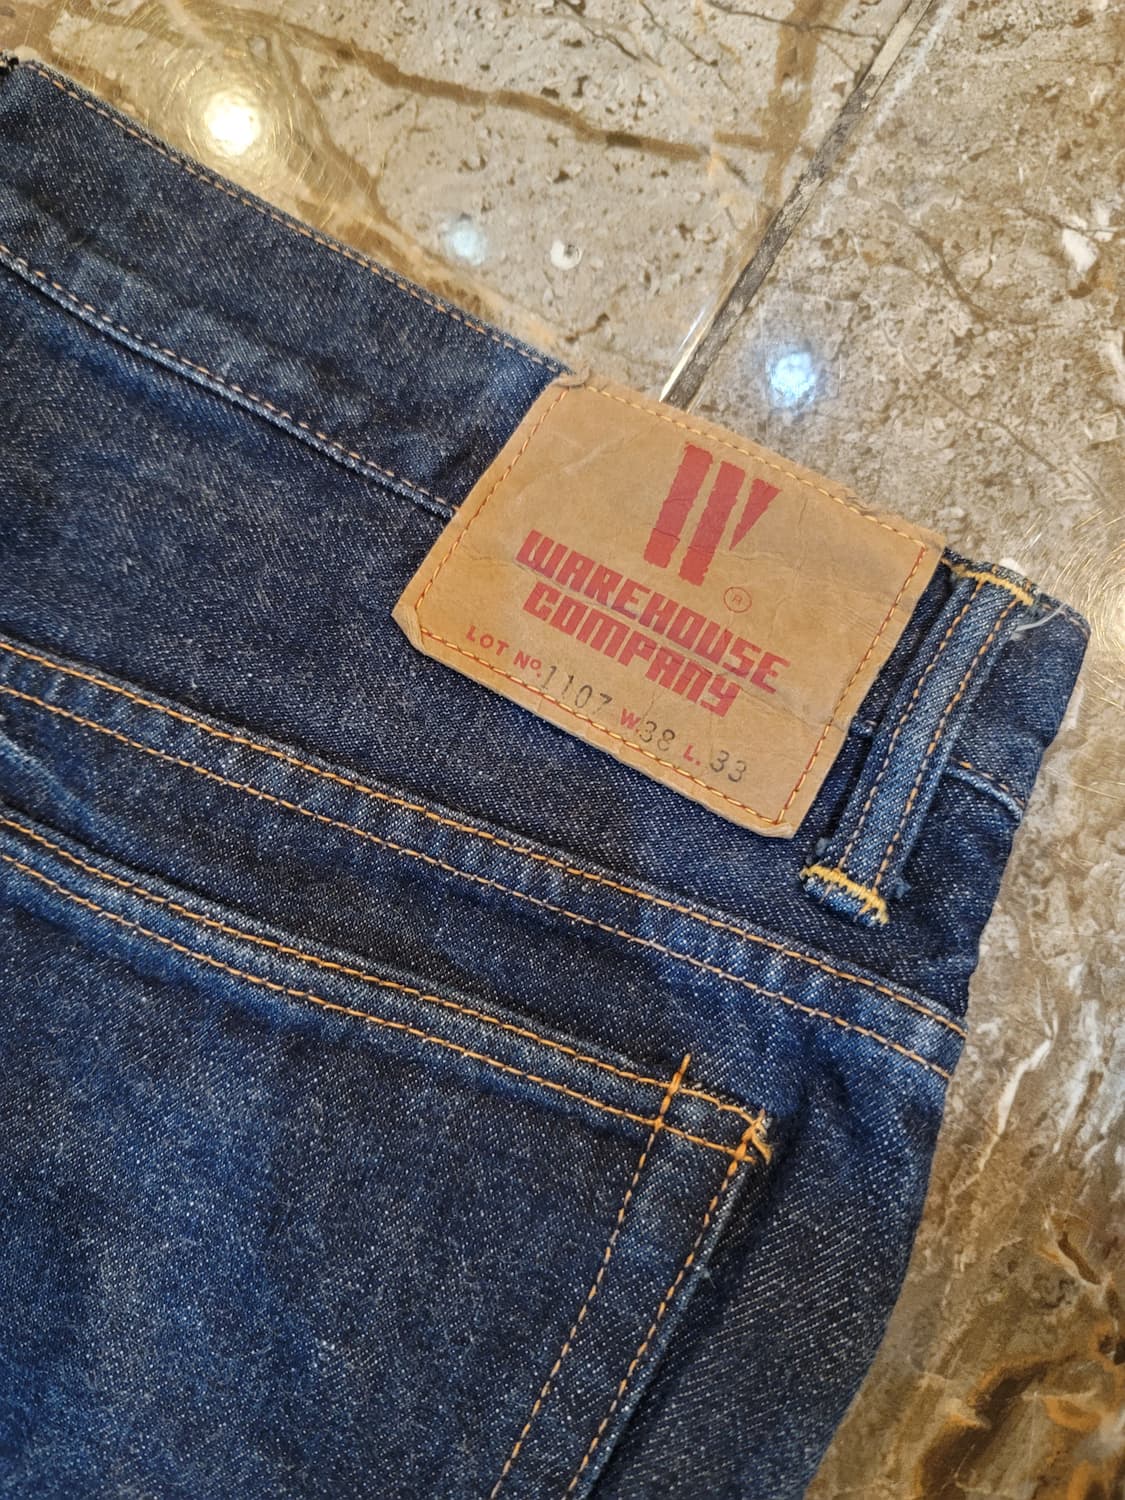 W
®
WAREHOUSE
COMPANY
LOT Nº. 1107 W38 L. 33